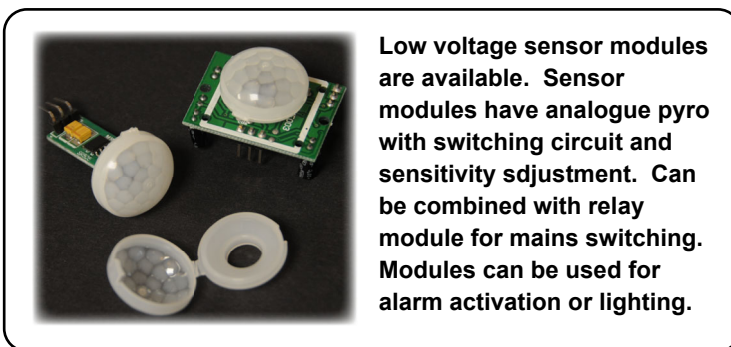 Low voltage sensor modules
are available.  Sensor
modules have analogue pyro
with switching circuit and
sensitivity sdjustment.  Can
be combined with relay
module for mains switching.
Modules can be used for
alarm activation or lighting.